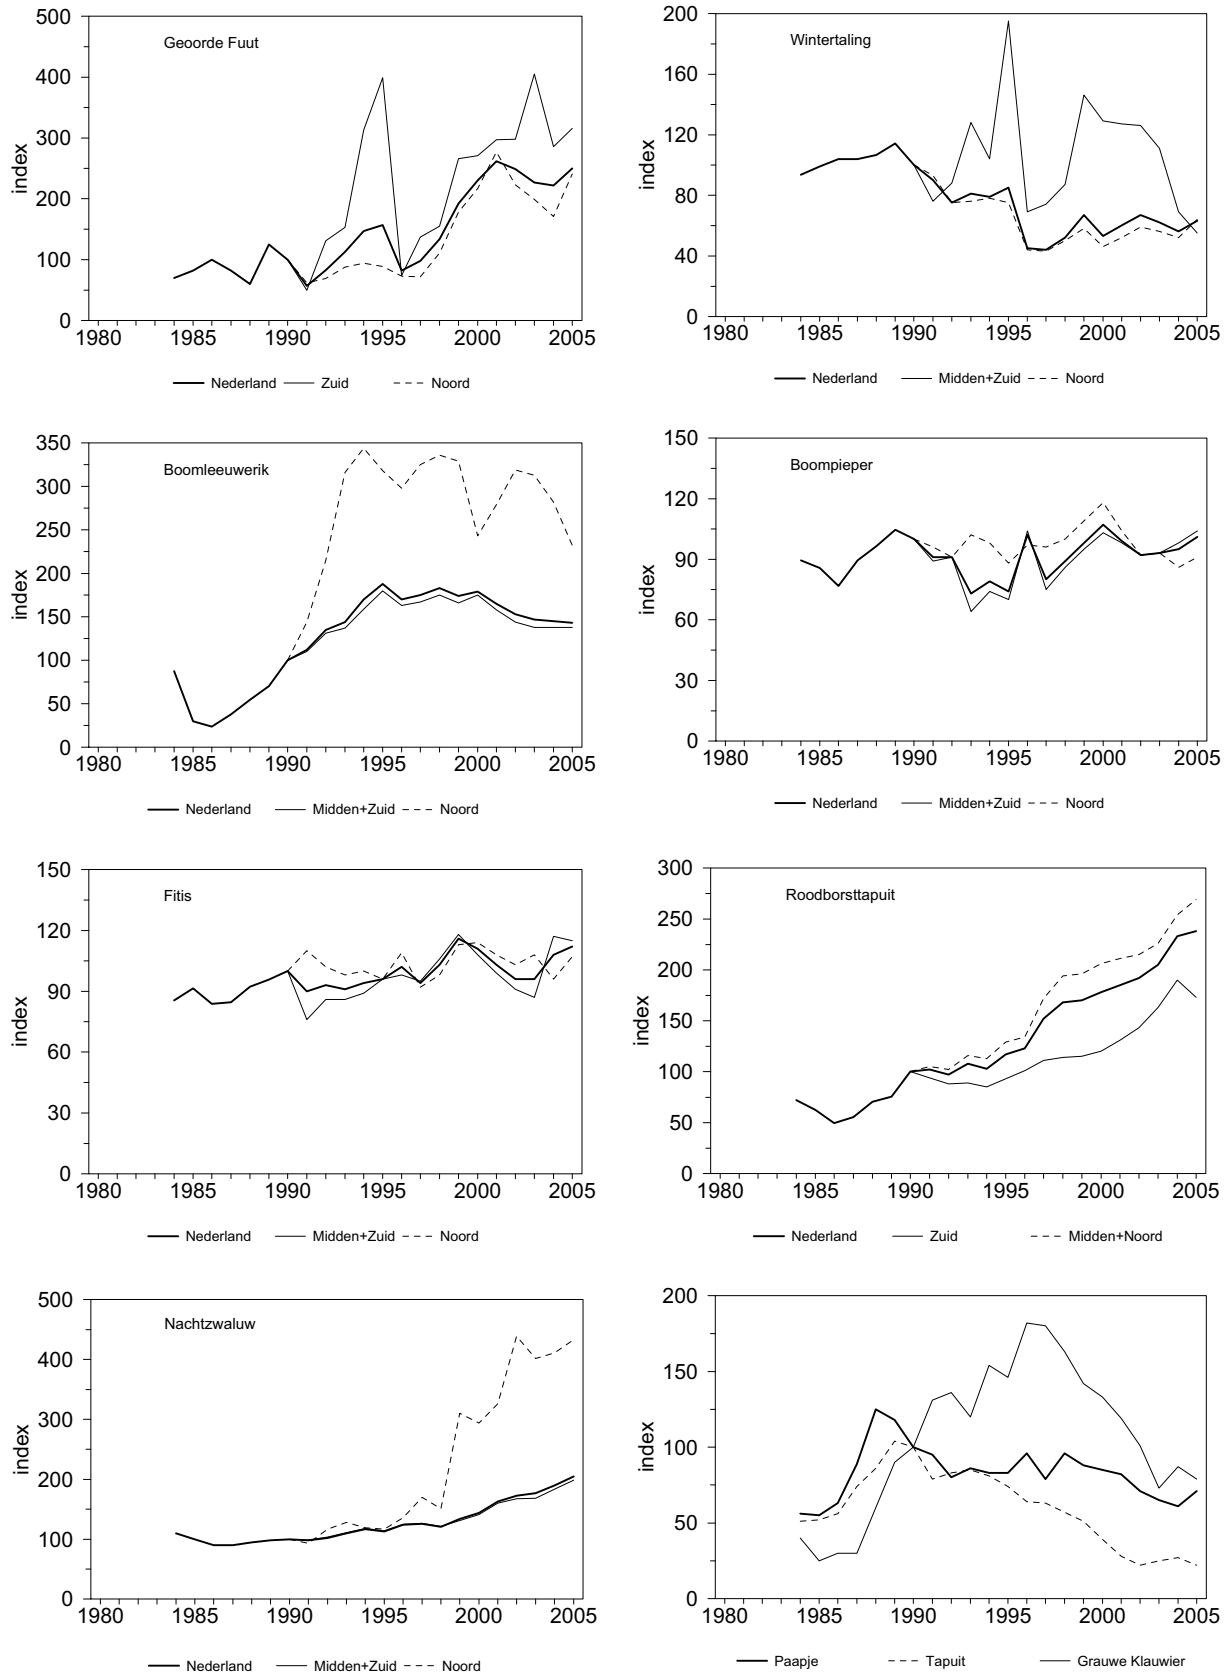 Geoorde Fuut
index
500
400
300
200
100
0
1980 1985 1990 1995 2000 2005
Nederland Zuid Noord
Wintertaling
index
200
160
120
80
40
0
1980 1985 1990 1995 2000 2005
Nederland Midden+Zuid Noord
Boomleeuwerik
index
350
300
250
200
150
100
50
0
1980 1985 1990 1995 2000 2005
Nederland Midden+Zuid Noord
Boompieper
index
150
120
90
60
30
0
1980 1985 1990 1995 2000 2005
Nederland Midden+Zuid Noord
Fitis
index
150
120
90
60
30
0
1980 1985 1990 1995 2000 2005
Nederland Midden+Zuid Noord
Roodborsttapuit
index
300
250
200
150
100
50
0
1980 1985 1990 1995 2000 2005
Nederland Zuid Midden+Noord
Nachtzwaluw
index
500
400
300
200
100
0
1980 1985 1990 1995 2000 2005
Nederland Midden+Zuid Noord
index
200
150
100
50
0
1980 1985 1990 1995 2000 2005
Paapje Tapuit Grauwe Klauwier